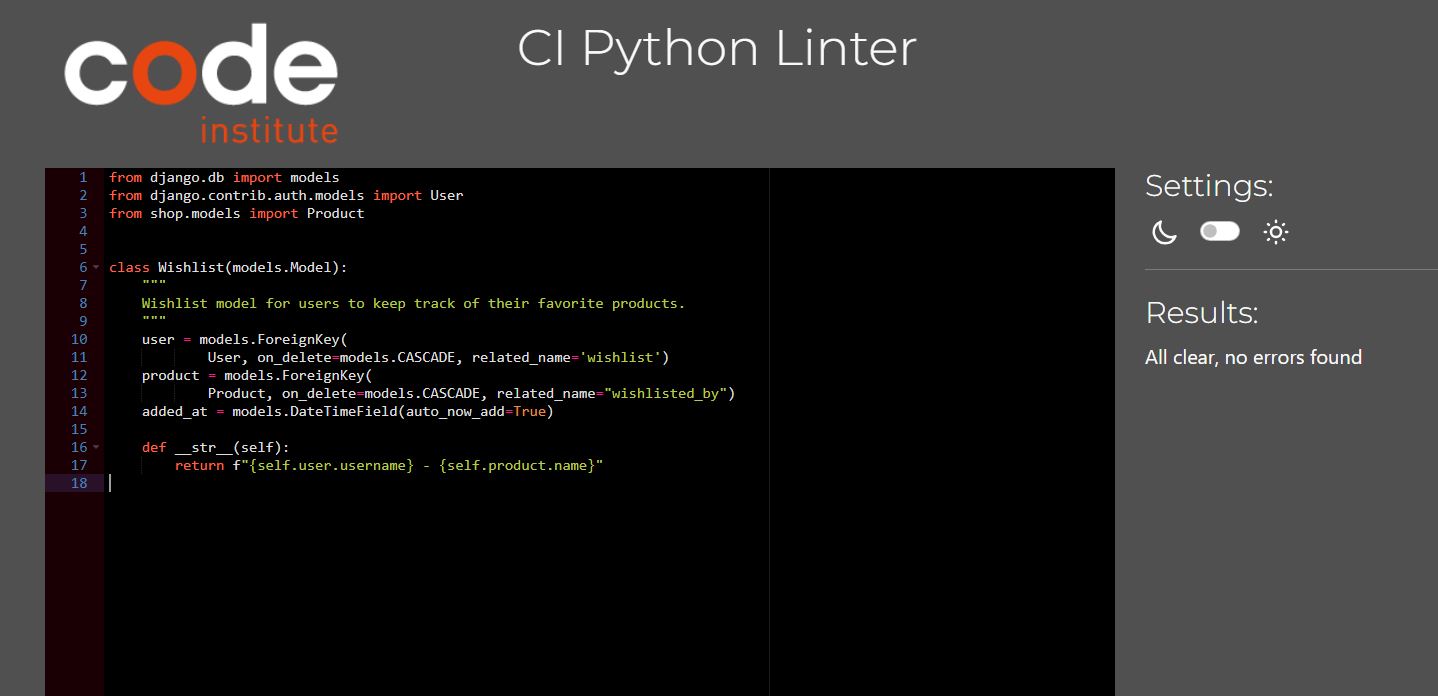 code
institute
CI Python Linter
1 from django.db import models
2 from django.contrib.auth.models import User
3 from shop.models import Product
4
5
6 class Wishlist(models.Model):
7     """
8     Wishlist model for users to keep track of their favorite products.
9     """
10     user = models.ForeignKey(
11             User, on_delete=models.CASCADE, related_name='wishlist')
12     product = models.ForeignKey(
13             Product, on_delete=models.CASCADE, related_name="wishlisted_by")
14     added_at = models.DateTimeField(auto_now_add=True)
15
16     def __str__(self):
17         return f"{self.user.username} - {self.product.name}"
18
Settings:
Results:
All clear, no errors found